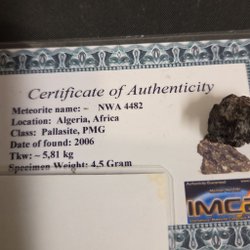 Certificate of Authenticity
Meteorite name: ~ NWA 4482
Location: Algeria, Africa
Class: Pallasite, PMG
Date of found: 2006
Tkw ~ 5,81 kg
Specimen Weight: 4.5 Gram
IMCA